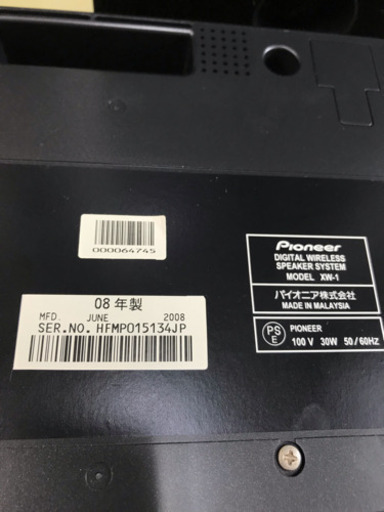 000064745
08 年製
MFD. JUNE 2008
SER.NO. HFMP015134JP
Pioneer
DIGITAL WIRELESS
SPEAKER SYSTEM
MODEL XW-1
パイオニア株式会社
MADE IN MALAYSIA
PS
E
PIONEER
100 V 30W 50/60Hz